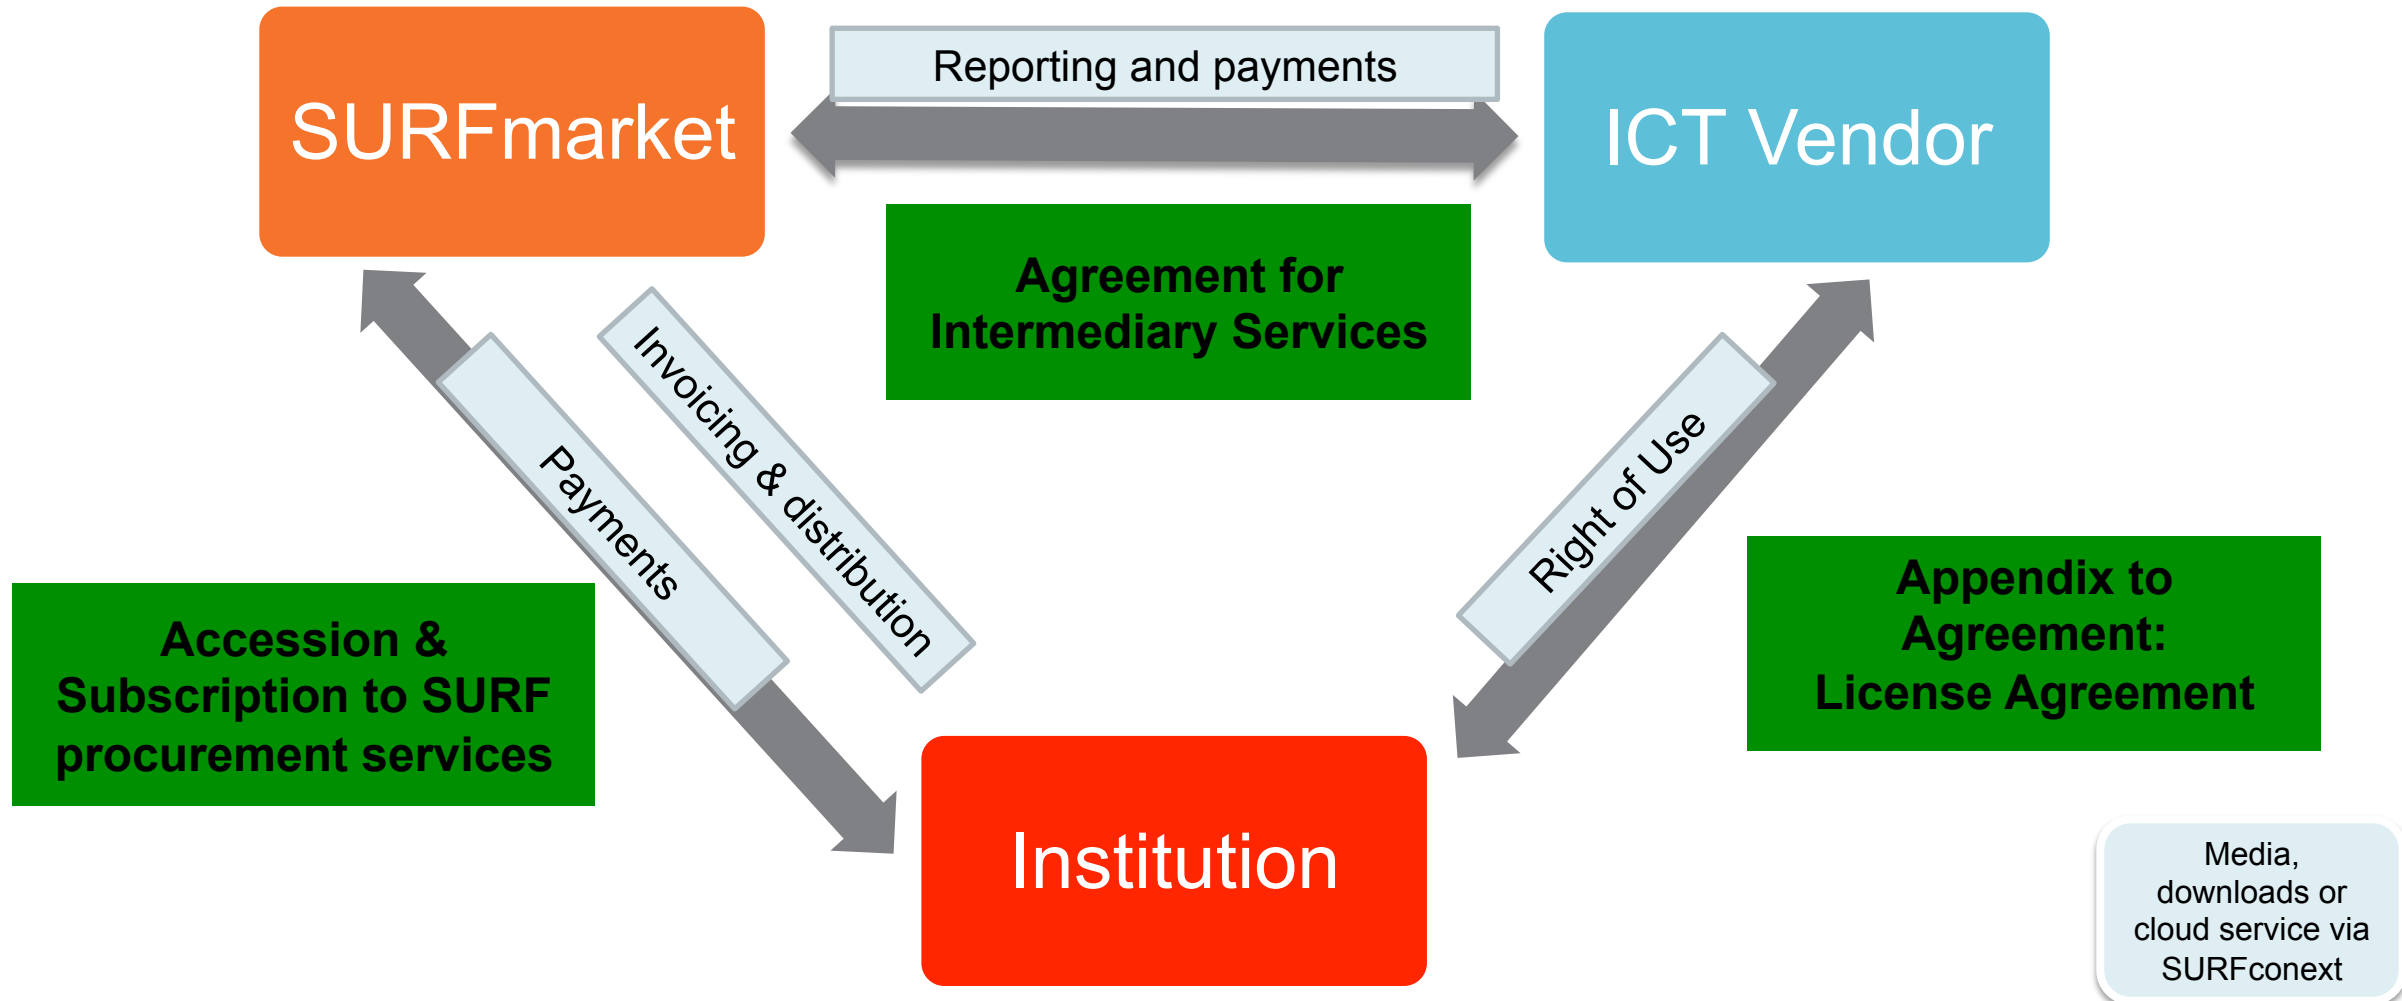 SURFmarket
Reporting and payments
ICT Vendor
Agreement for
Intermediary Services
Invoicing & distribution
Payments
Right of Use
Accession &
Subscription to SURF
procurement services
Appendix to
Agreement:
License Agreement
Institution
Media,
downloads or
cloud service via
SURFconext